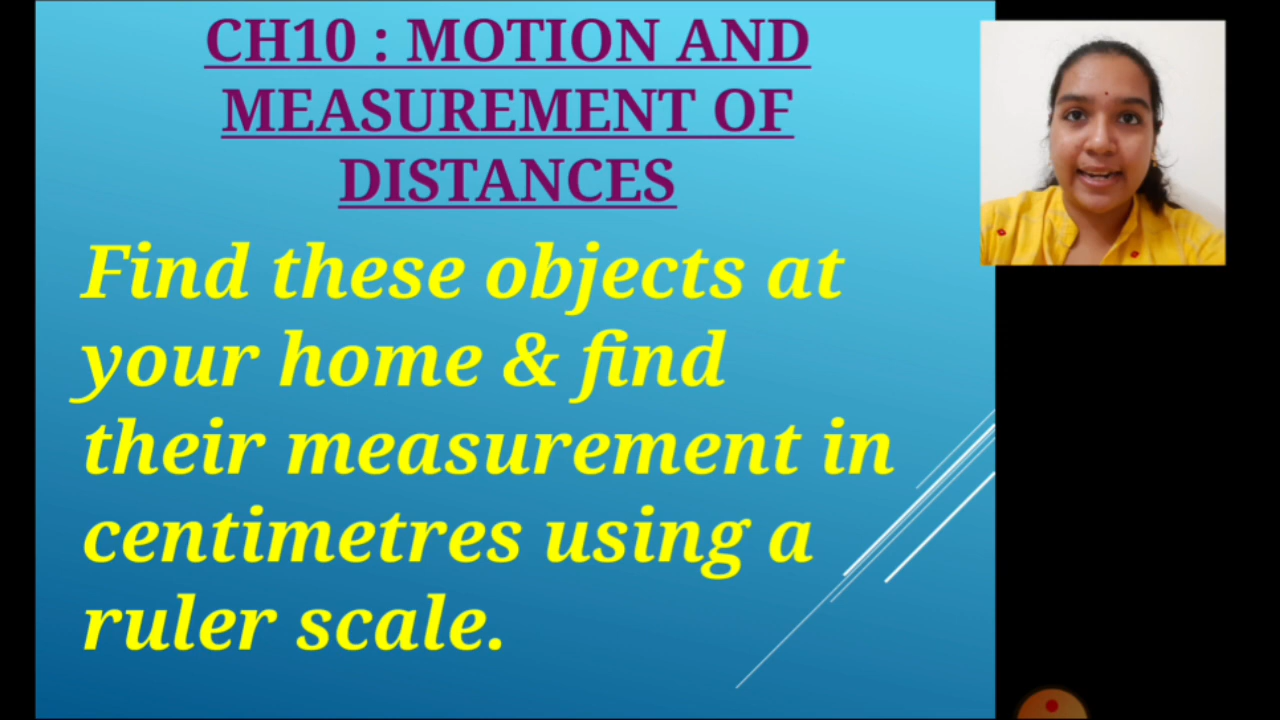 CH10 : MOTION AND
MEASUREMENT OF
DISTANCES
Find these objects at
your home & find
their measurement in
centimetres using a
ruler scale.